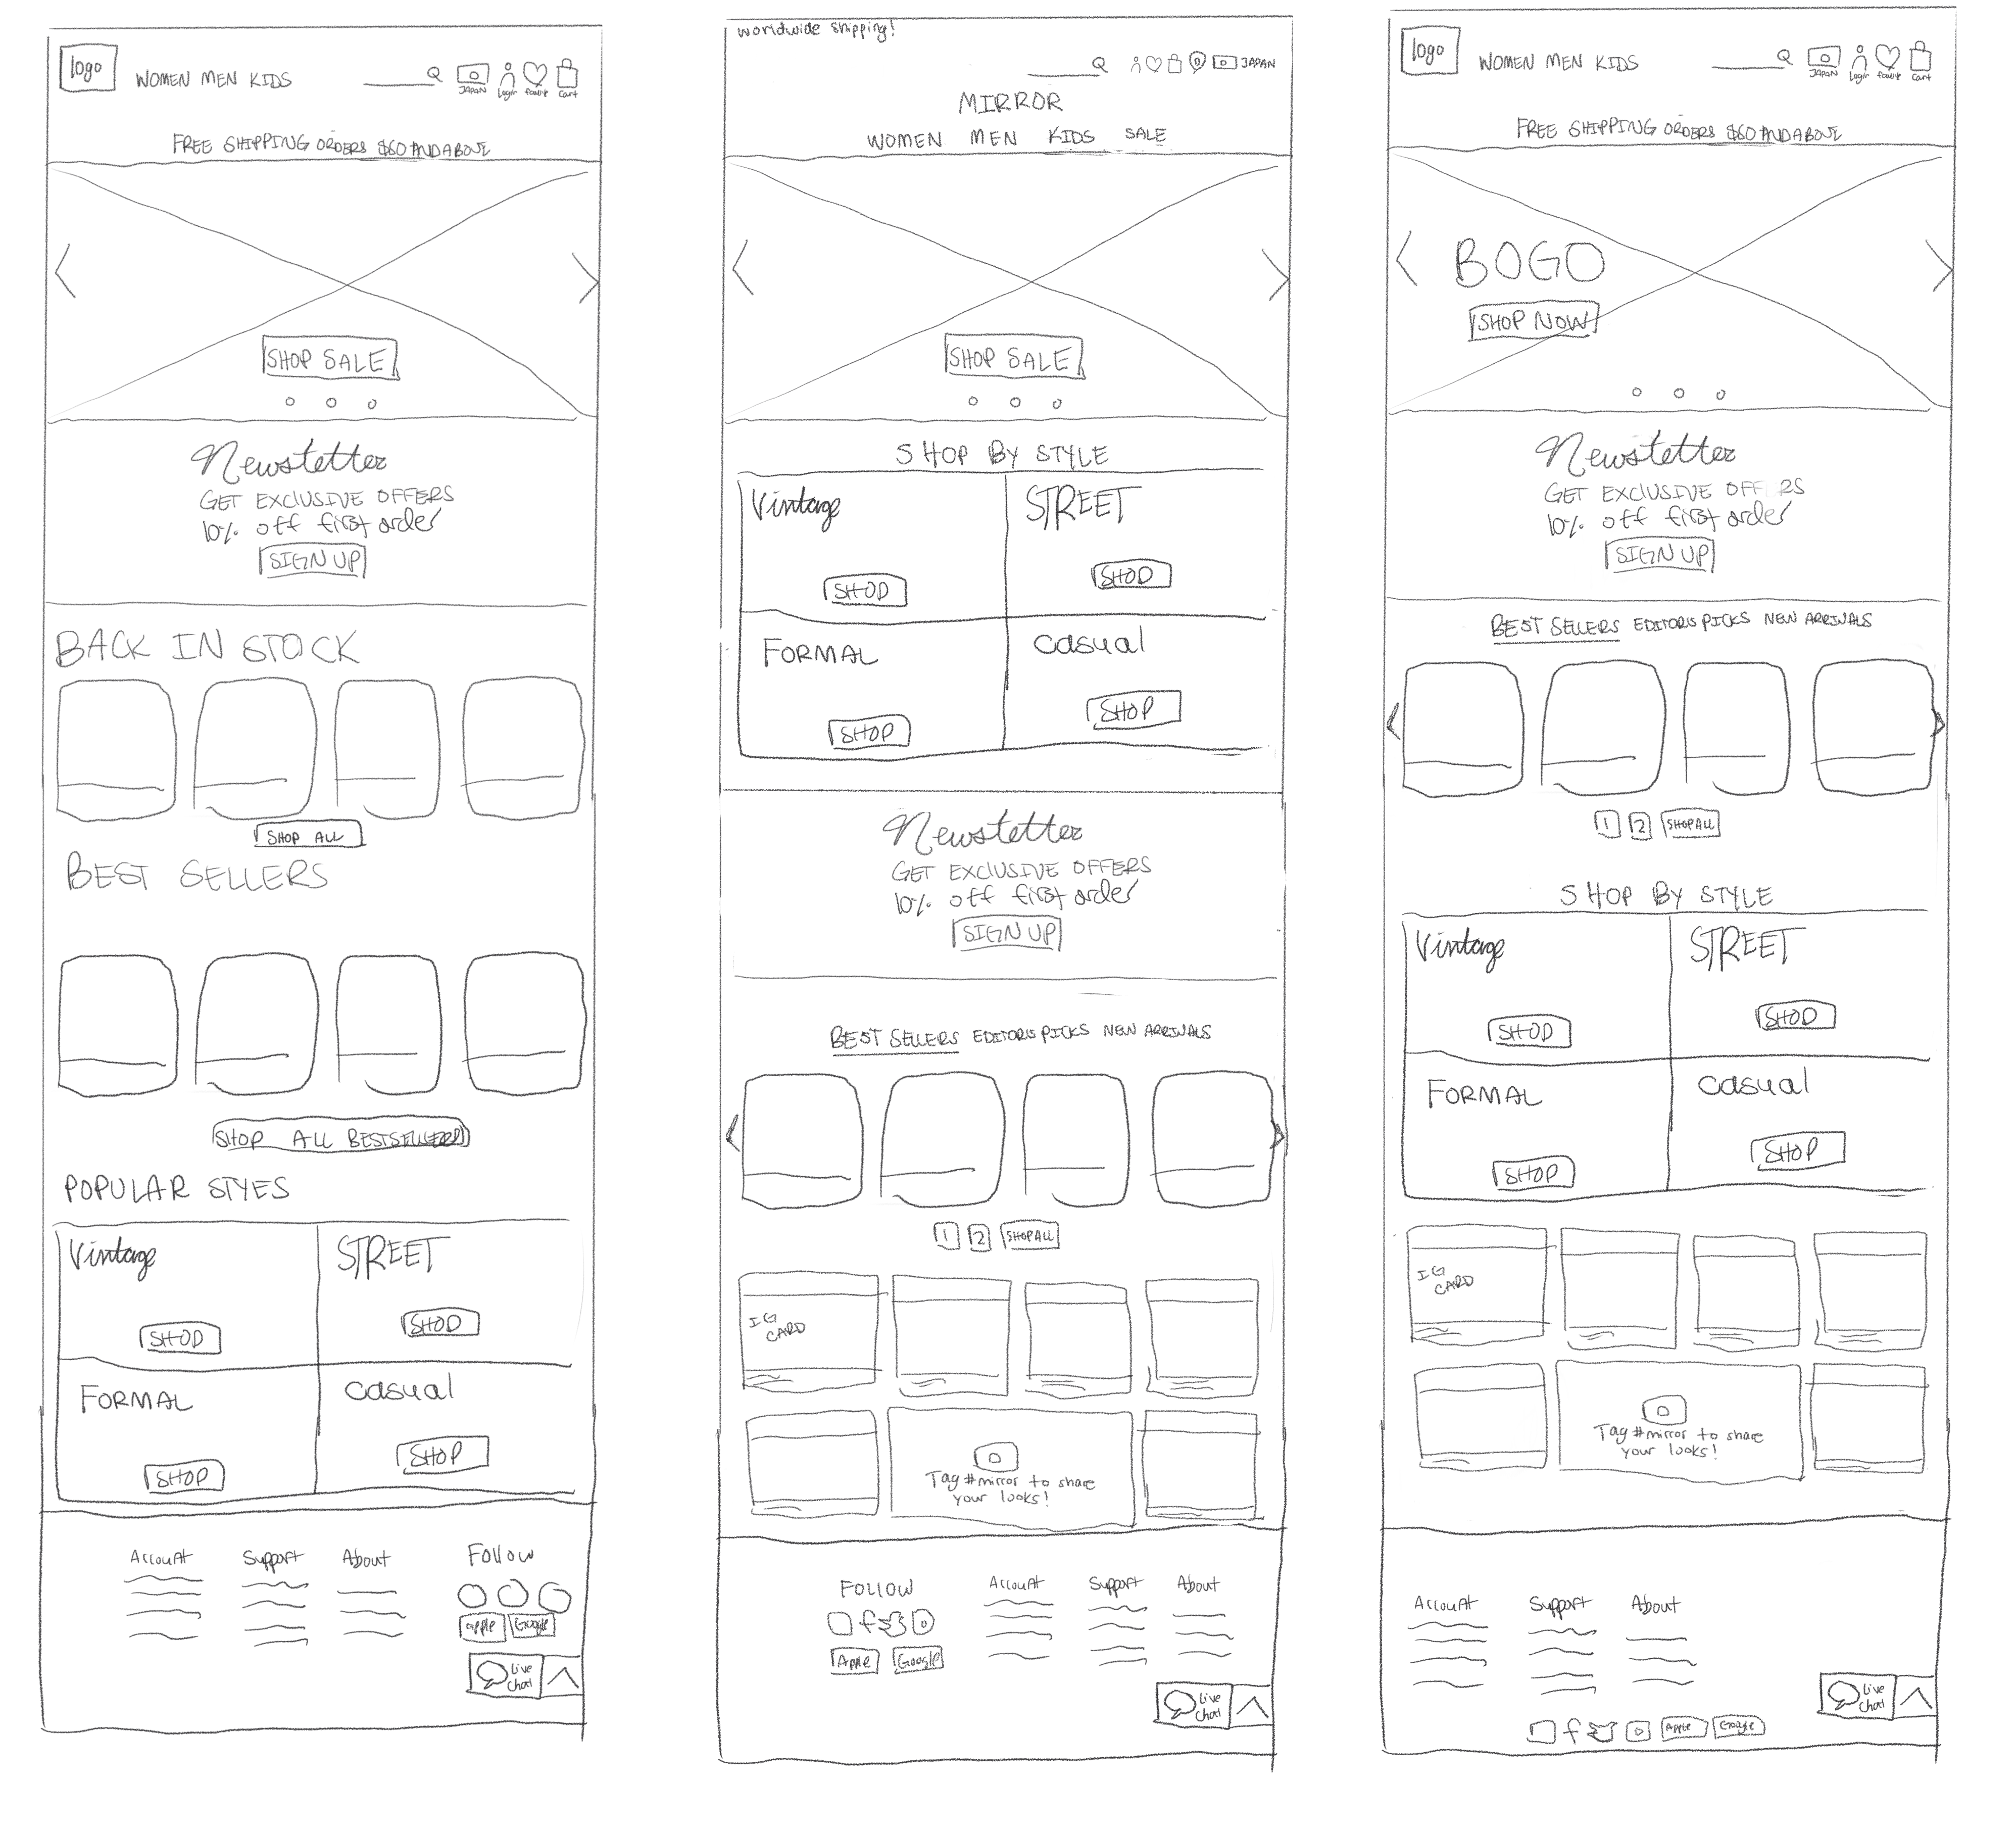 logo
WOMEN MEN KIDS
JAPAN Login Favorite Cart
FREE SHIPPING ORDERS $60 AND ABOVE
SHOP SALE
Newsletter
GET EXCLUSIVE OFFERS
10% off first order
SIGN UP
BACK IN STOCK
SHOP ALL
BEST SELLERS
SHOP ALL BESTSELLERS
POPULAR STYES
Vintage STREET
SHOP SHOP
FORMAL casual
SHOP SHOP
Account Support About Follow
apple Google
Live
Chat
worldwide shipping!
JAPAN
MIRROR
WOMEN MEN KIDS SALE
SHOP SALE
SHOP BY STYLE
Vintage STREET
SHOP SHOP
FORMAL casual
SHOP SHOP
Newsletter
GET EXCLUSIVE OFFERS
10% off first order
SIGN UP
BEST SELLERS EDITORS PICKS NEW ARRIVALS
1 2 SHOP ALL
IG
CARD
Tag #mirror to share
your looks!
FOLLOW Account Support About
f
Apple Google
Live
Chat
logo
WOMEN MEN KIDS
JAPAN Login Favorite Cart
FREE SHIPPING ORDERS $60 AND ABOVE
BOGO
SHOP NOW
Newsletter
GET EXCLUSIVE OFFERS
10% off first order
SIGN UP
BEST SELLERS EDITORS PICKS NEW ARRIVALS
1 2 SHOP ALL
SHOP BY STYLE
Vintage STREET
SHOP SHOP
FORMAL casual
SHOP SHOP
IG
CARD
Tag #mirror to share
your looks!
Account Support About
Live
Chat
f Apple Google